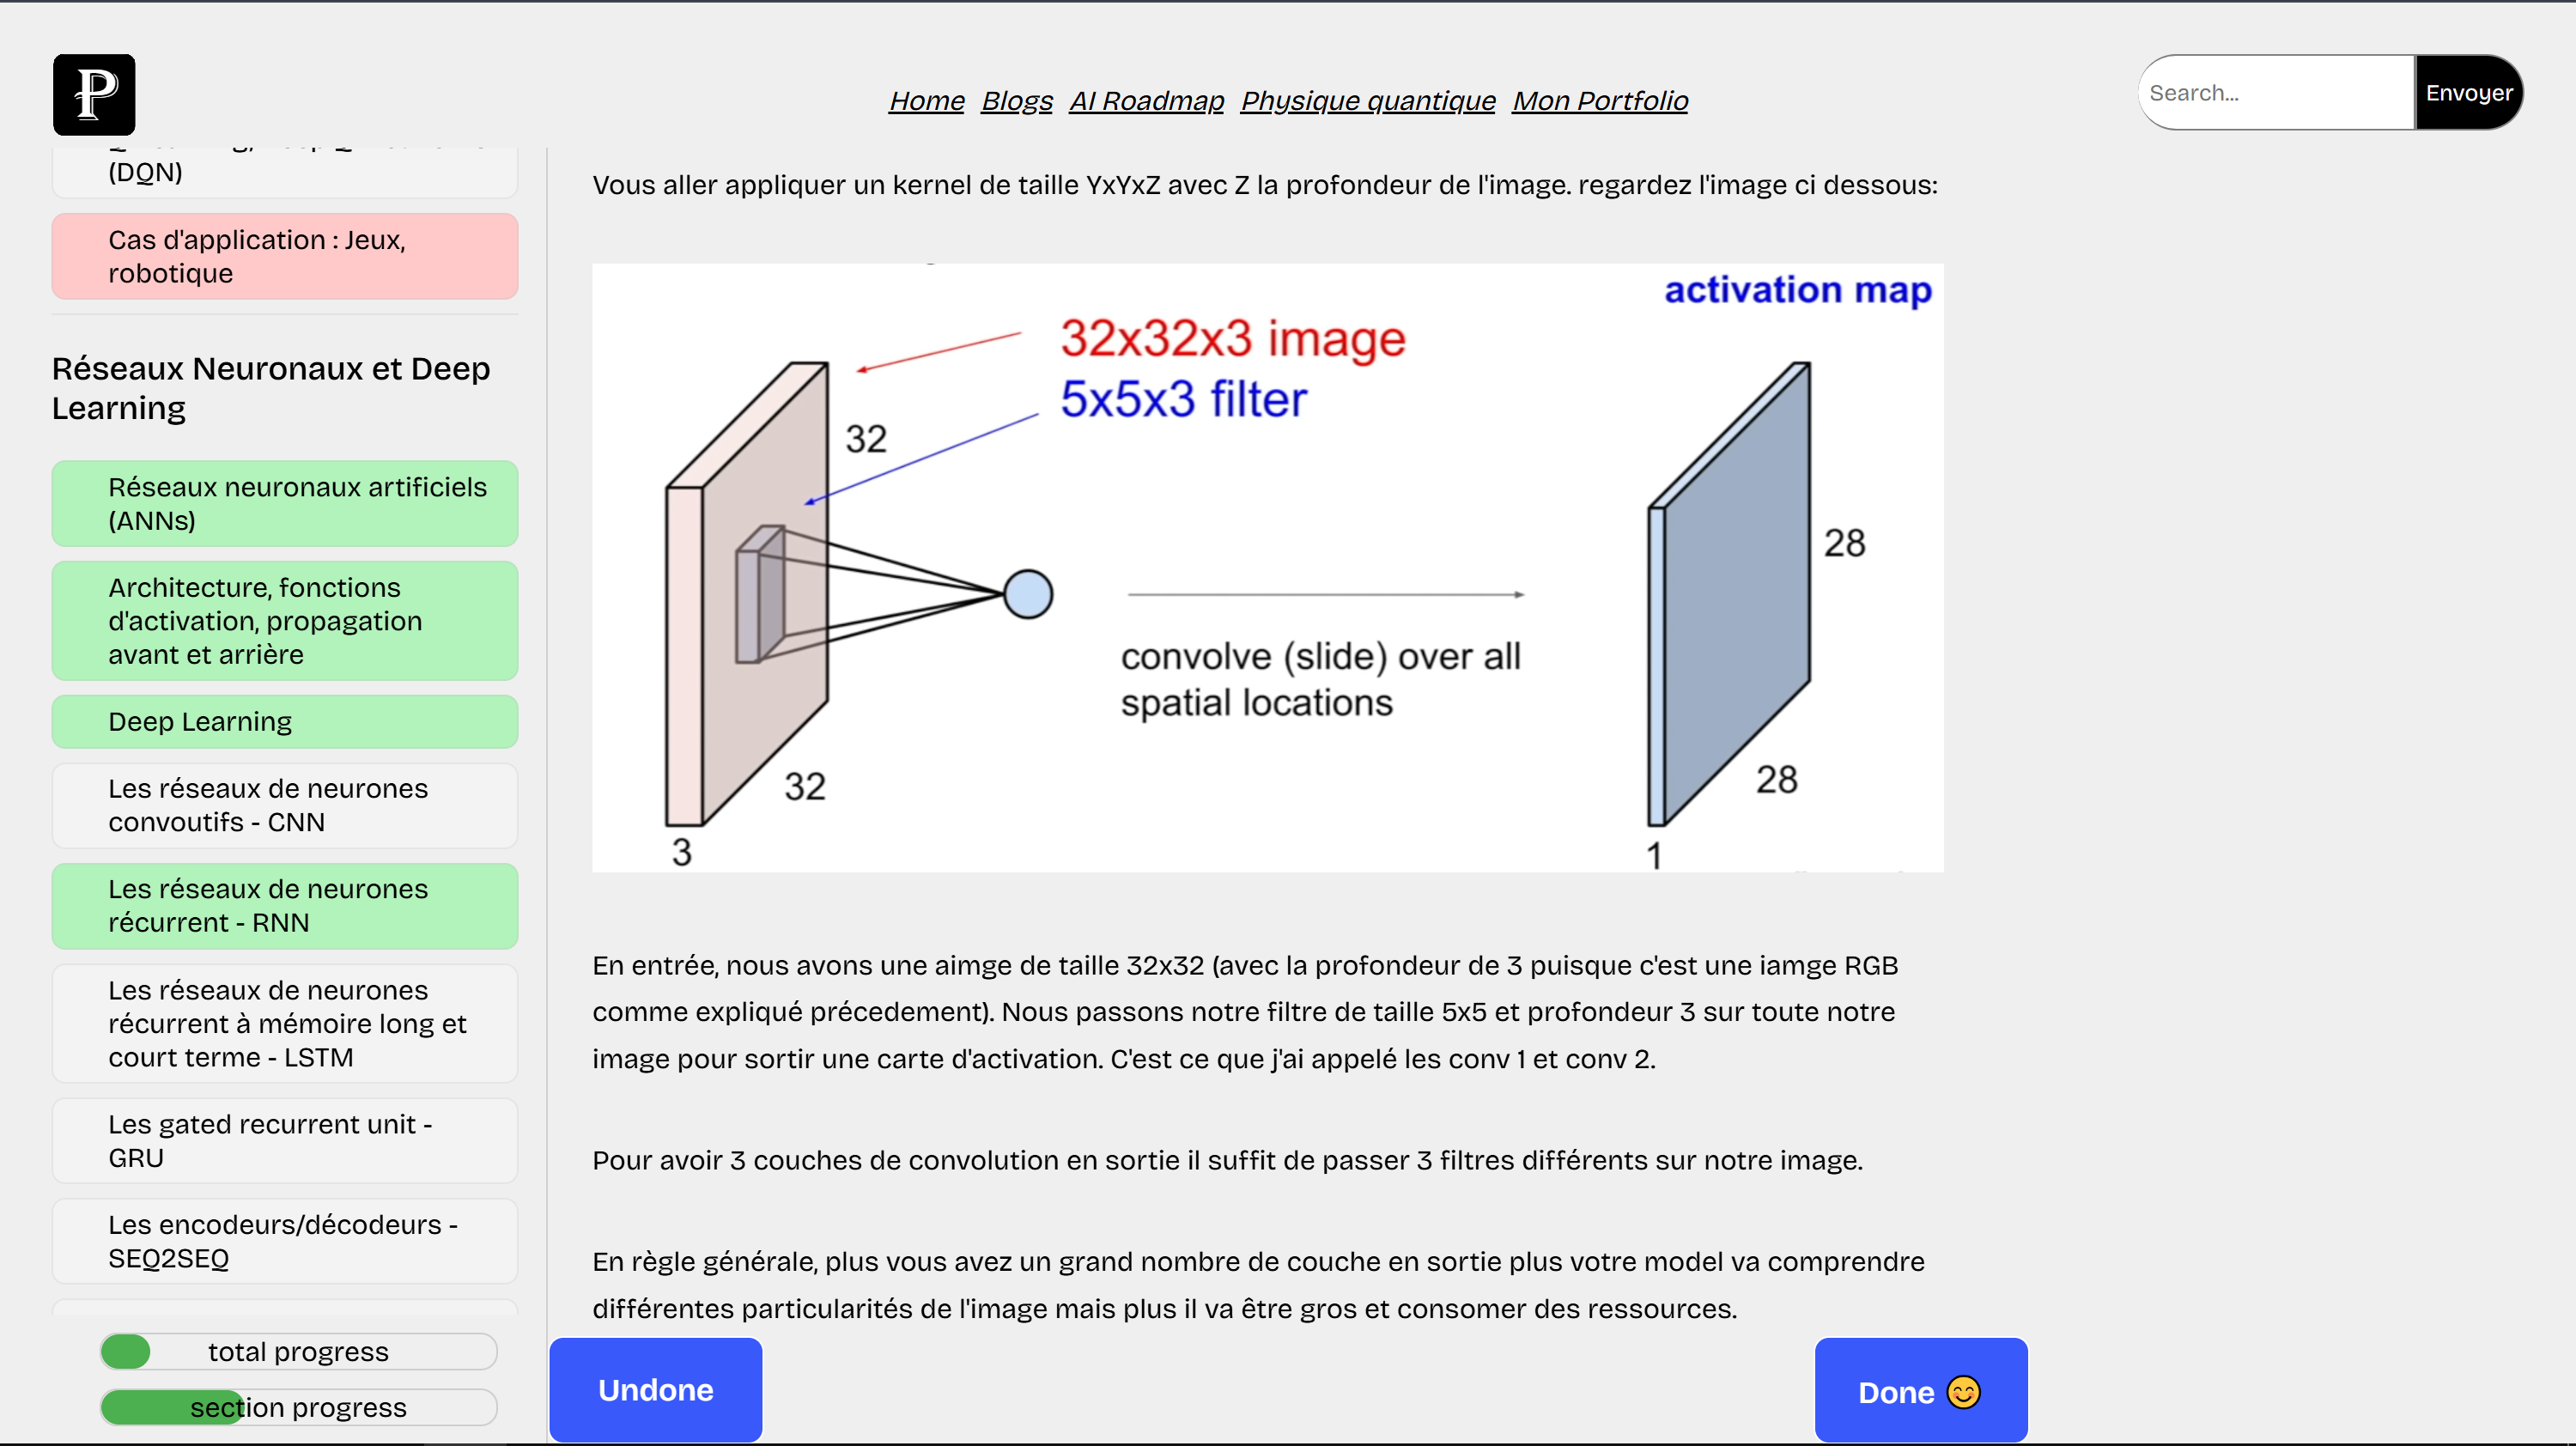 P
Home Blogs AI Roadmap Physique quantique Mon Portfolio
Search...
Envoyer
(DQN)
Cas d'application : Jeux,
robotique
Réseaux Neuronaux et Deep
Learning
Réseaux neuronaux artificiels
(ANNs)
Architecture, fonctions
d'activation, propagation
avant et arrière
Deep Learning
Les réseaux de neurones
convoutifs - CNN
Les réseaux de neurones
récurrent - RNN
Les réseaux de neurones
récurrent à mémoire long et
court terme - LSTM
Les gated recurrent unit -
GRU
Les encodeurs/décodeurs -
SEQ2SEQ
total progress
section progress
Vous aller appliquer un kernel de taille YxYxZ avec Z la profondeur de l'image. regardez l'image ci dessous:
activation map
32x32x3 image
5x5x3 filter
32
32
3
convolve (slide) over all
spatial locations
28
28
1
En entrée, nous avons une aimge de taille 32x32 (avec la profondeur de 3 puisque c'est une iamge RGB
comme expliqué précedement). Nous passons notre filtre de taille 5x5 et profondeur 3 sur toute notre
image pour sortir une carte d'activation. C'est ce que j'ai appelé les conv 1 et conv 2.
Pour avoir 3 couches de convolution en sortie il suffit de passer 3 filtres différents sur notre image.
En règle générale, plus vous avez un grand nombre de couche en sortie plus votre model va comprendre
différentes particularités de l'image mais plus il va être gros et consomer des ressources.
Undone
Done 😊